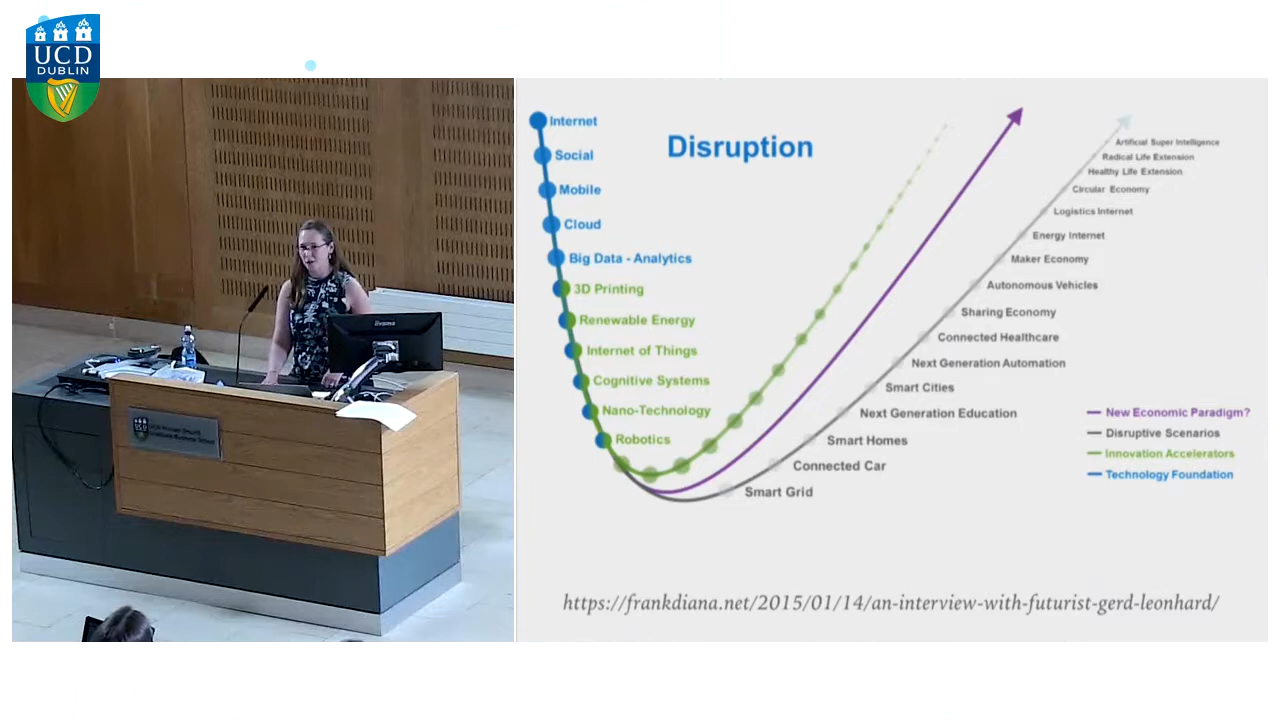 UCD
DUBLIN
iiyama
UCD
Disruption
Internet
Social
Mobile
Cloud
Big Data - Analytics
3D Printing
Renewable Energy
Internet of Things
Cognitive Systems
Nano-Technology
Robotics
Artificial Super Intelligence
Radical Life Extension
Healthy Life Extension
Circular Economy
Logistics Internet
Energy Internet
Maker Economy
Autonomous Vehicles
Sharing Economy
Connected Healthcare
Next Generation Automation
Smart Cities
Next Generation Education
Smart Homes
Connected Car
Smart Grid
New Economic Paradigm?
Disruptive Scenarios
Innovation Accelerators
Technology Foundation
https://frankdiana.net/2015/01/14/an-interview-with-futurist-gerd-leonhard/